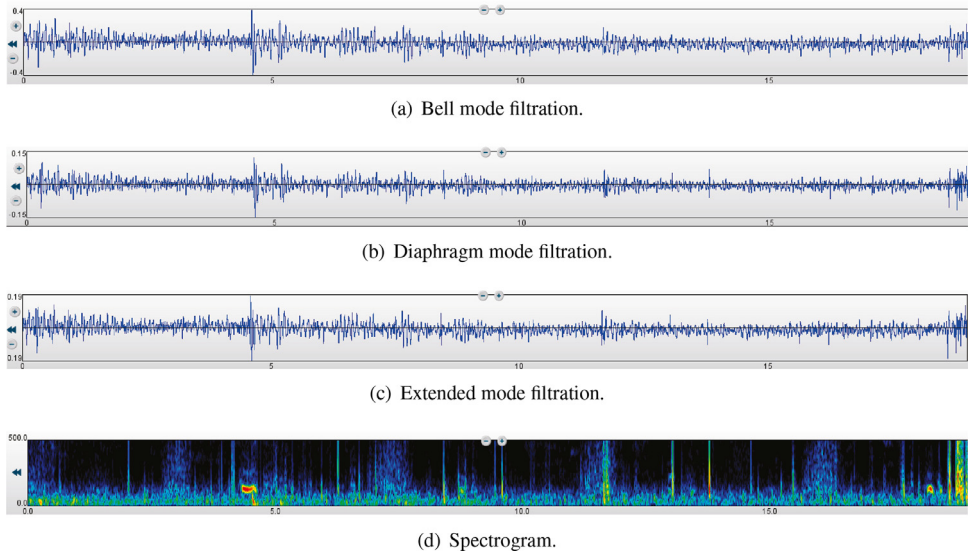 0.4
-0.4
0 5 10 15
(a) Bell mode filtration.
0.15
0.15
0 5 10 15
(b) Diaphragm mode filtration.
0.19
0.19
0 5 10 15
(c) Extended mode filtration.
500.0
0.0
0.0 5.0 10.0 15.0
(d) Spectrogram.